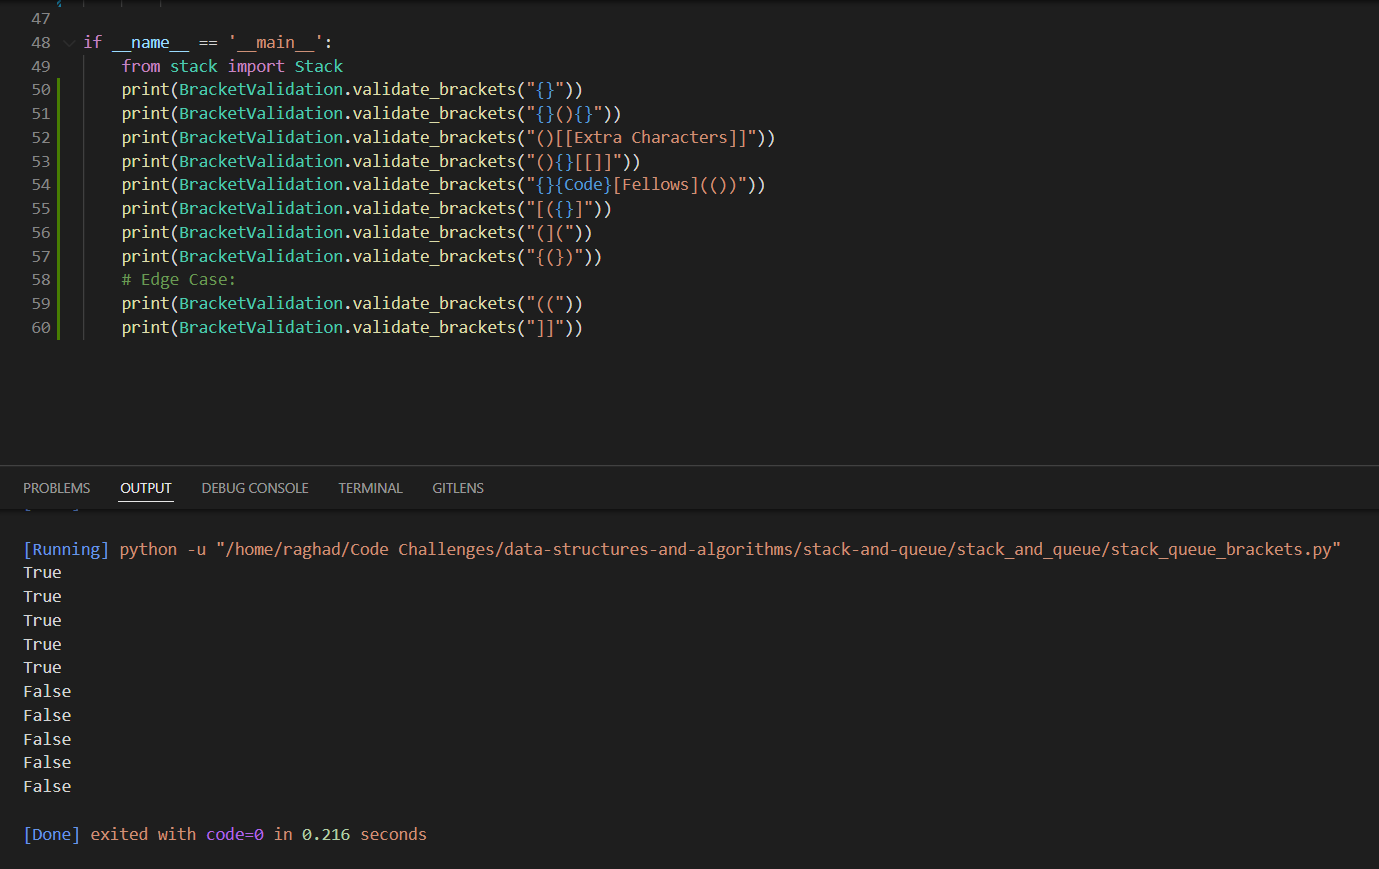 47
48 if __name__ == '__main__':
49 from stack import Stack
50 print(BracketValidation.validate_brackets("{}"))
51 print(BracketValidation.validate_brackets("{}(){}"))
52 print(BracketValidation.validate_brackets("()[[Extra Characters]]"))
53 print(BracketValidation.validate_brackets("(){}[[]]"))
54 print(BracketValidation.validate_brackets("{}{Code}[Fellows](())"))
55 print(BracketValidation.validate_brackets("[({}]"))
56 print(BracketValidation.validate_brackets("(]("))
57 print(BracketValidation.validate_brackets("{(})"))
58 # Edge Case:
59 print(BracketValidation.validate_brackets("(("))
60 print(BracketValidation.validate_brackets("]]"))
PROBLEMS OUTPUT DEBUG CONSOLE TERMINAL GITLENS
[Running] python -u "/home/raghad/Code Challenges/data-structures-and-algorithms/stack-and-queue/stack_and_queue/stack_queue_brackets.py"
True
True
True
True
True
False
False
False
False
False
[Done] exited with code=0 in 0.216 seconds